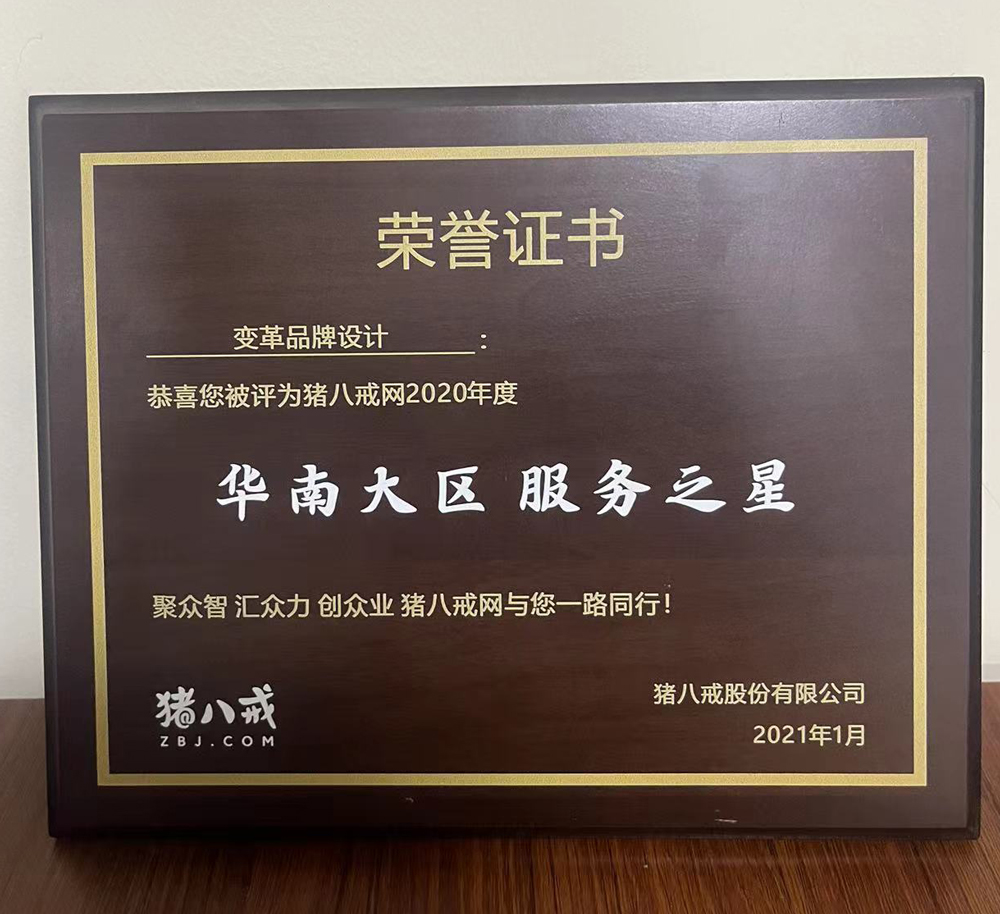 荣誉证书
变革品牌设计：
恭喜您被评为猪八戒网2020年度
华南大区 服务之星
聚众智 汇众力 创众业 猪八戒网与您一路同行！
猪八戒
ZBJ.COM
猪八戒股份有限公司
2021年1月